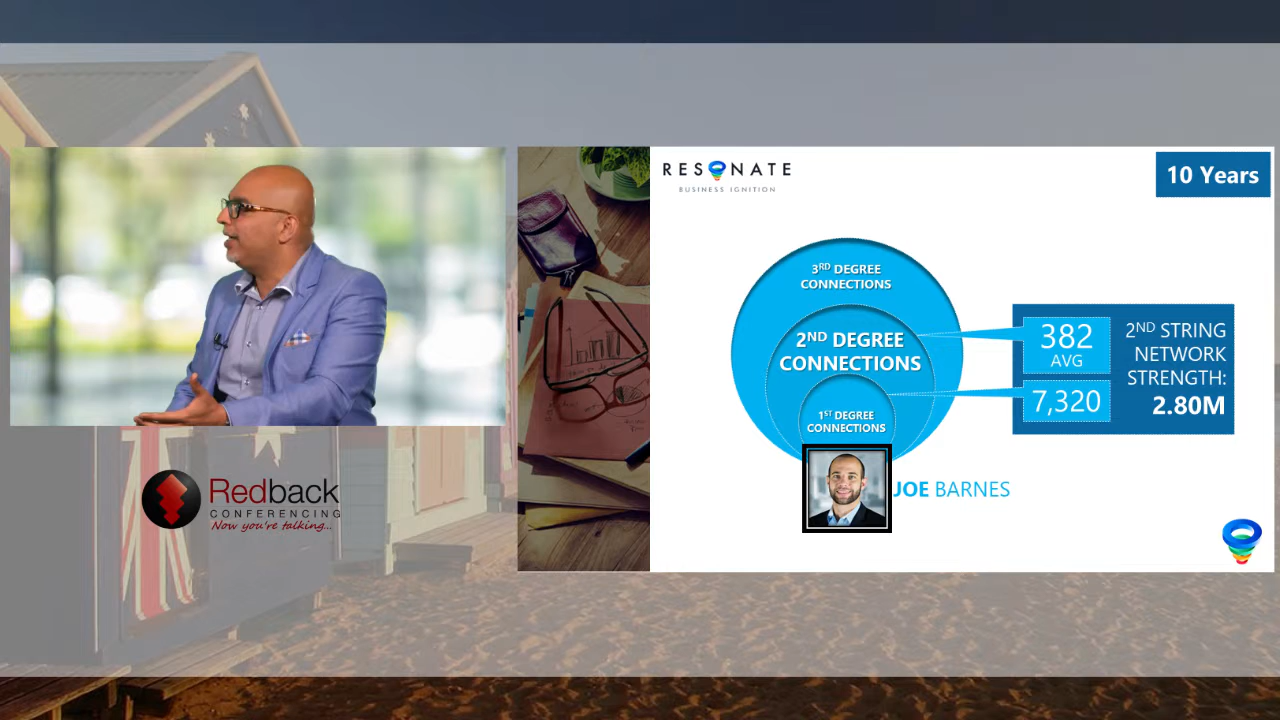 Redback
CONFERENCING
Now you're talking...
RESONATE
BUSINESS IGNITION
10 Years
3RD DEGREE
CONNECTIONS
2ND DEGREE
CONNECTIONS
1ST DEGREE
CONNECTIONS
382
AVG
7,320
2ND STRING
NETWORK
STRENGTH:
2.80M
JOE BARNES